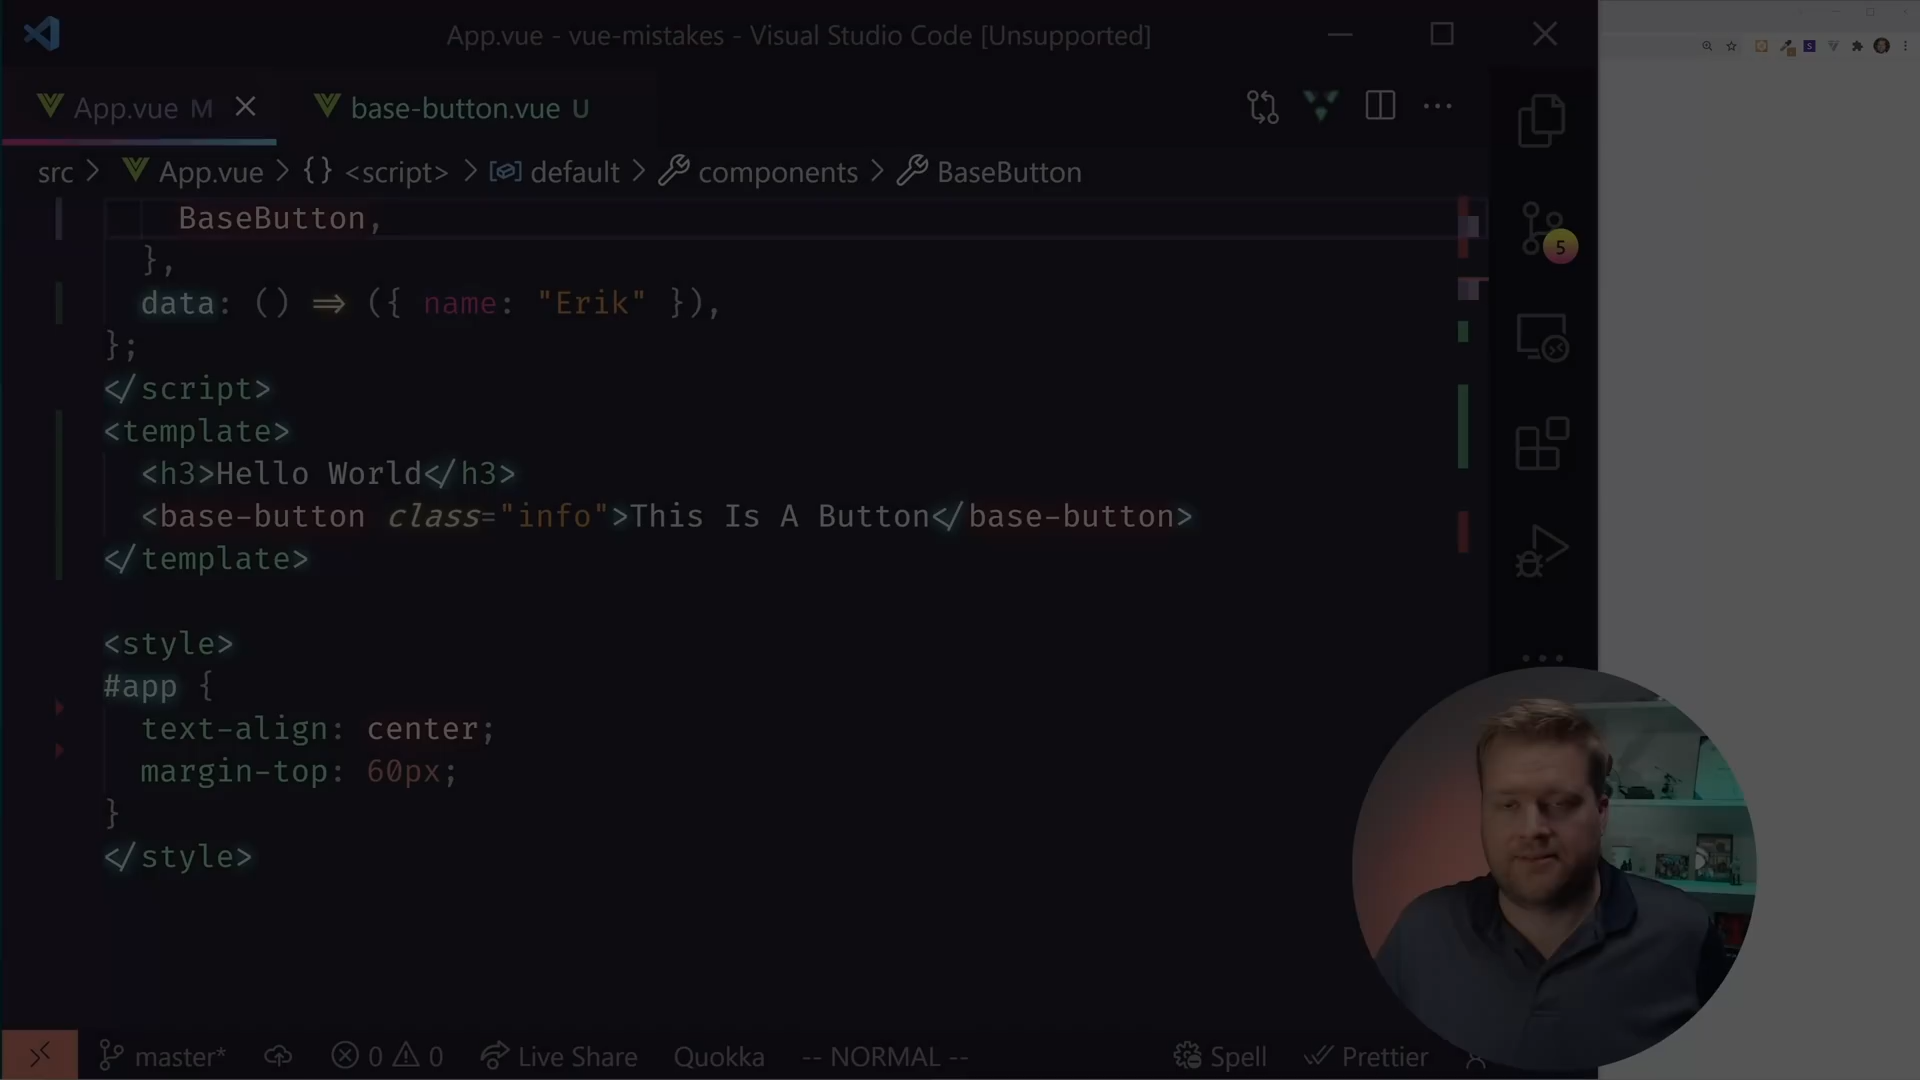 App.vue - vue-mistakes - Visual Studio Code [Unsupported]
App.vue M
base-button.vue U
src > App.vue > {} <script> > default > components > BaseButton
BaseButton,
},
data: () => ({ name: "Erik" }),
};
</script>
<template>
<h3>Hello World</h3>
<base-button class="info">This Is A Button</base-button>
</template>
<style>
#app {
text-align: center;
margin-top: 60px;
}
</style>
5
master* 0 0 Live Share Quokka -- NORMAL -- Spell Prettier